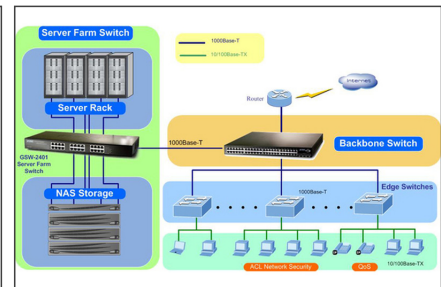 Server Farm Switch
1000Base-T
10/100Base-TX
Internet
Server Rack
Router
1000Base-T
GSW-2401
Server Farm
Switch
Backbone Switch
NAS Storage
1000Base-T
Edge Switches
ACL Network Security
QoS
10/100Base-TX